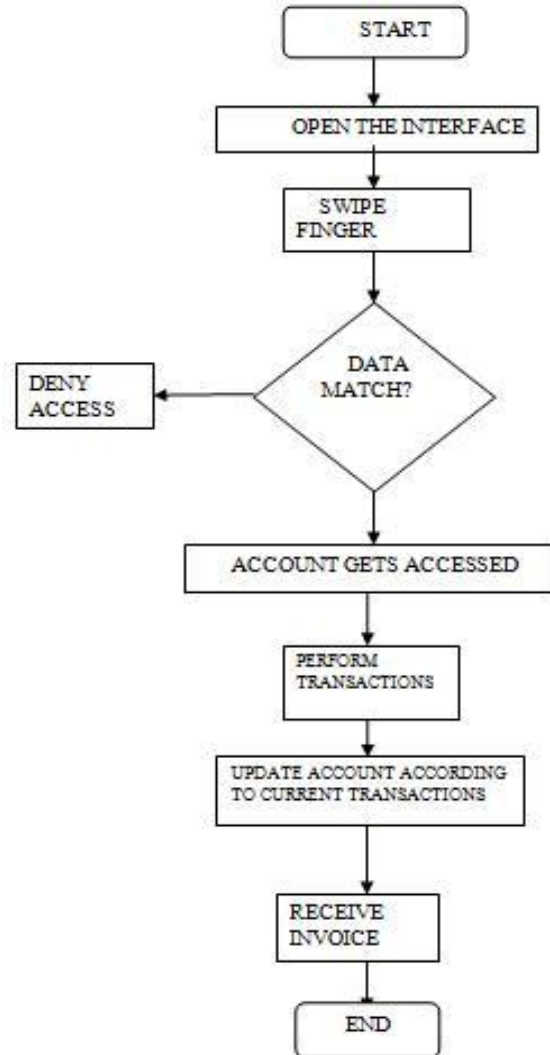 START
OPEN THE INTERFACE
SWIPE
FINGER
DATA
MATCH?
DENY
ACCESS
ACCOUNT GETS ACCESSED
PERFORM
TRANSACTIONS
UPDATE ACCOUNT ACCORDING
TO CURRENT TRANSACTIONS
RECEIVE
INVOICE
END